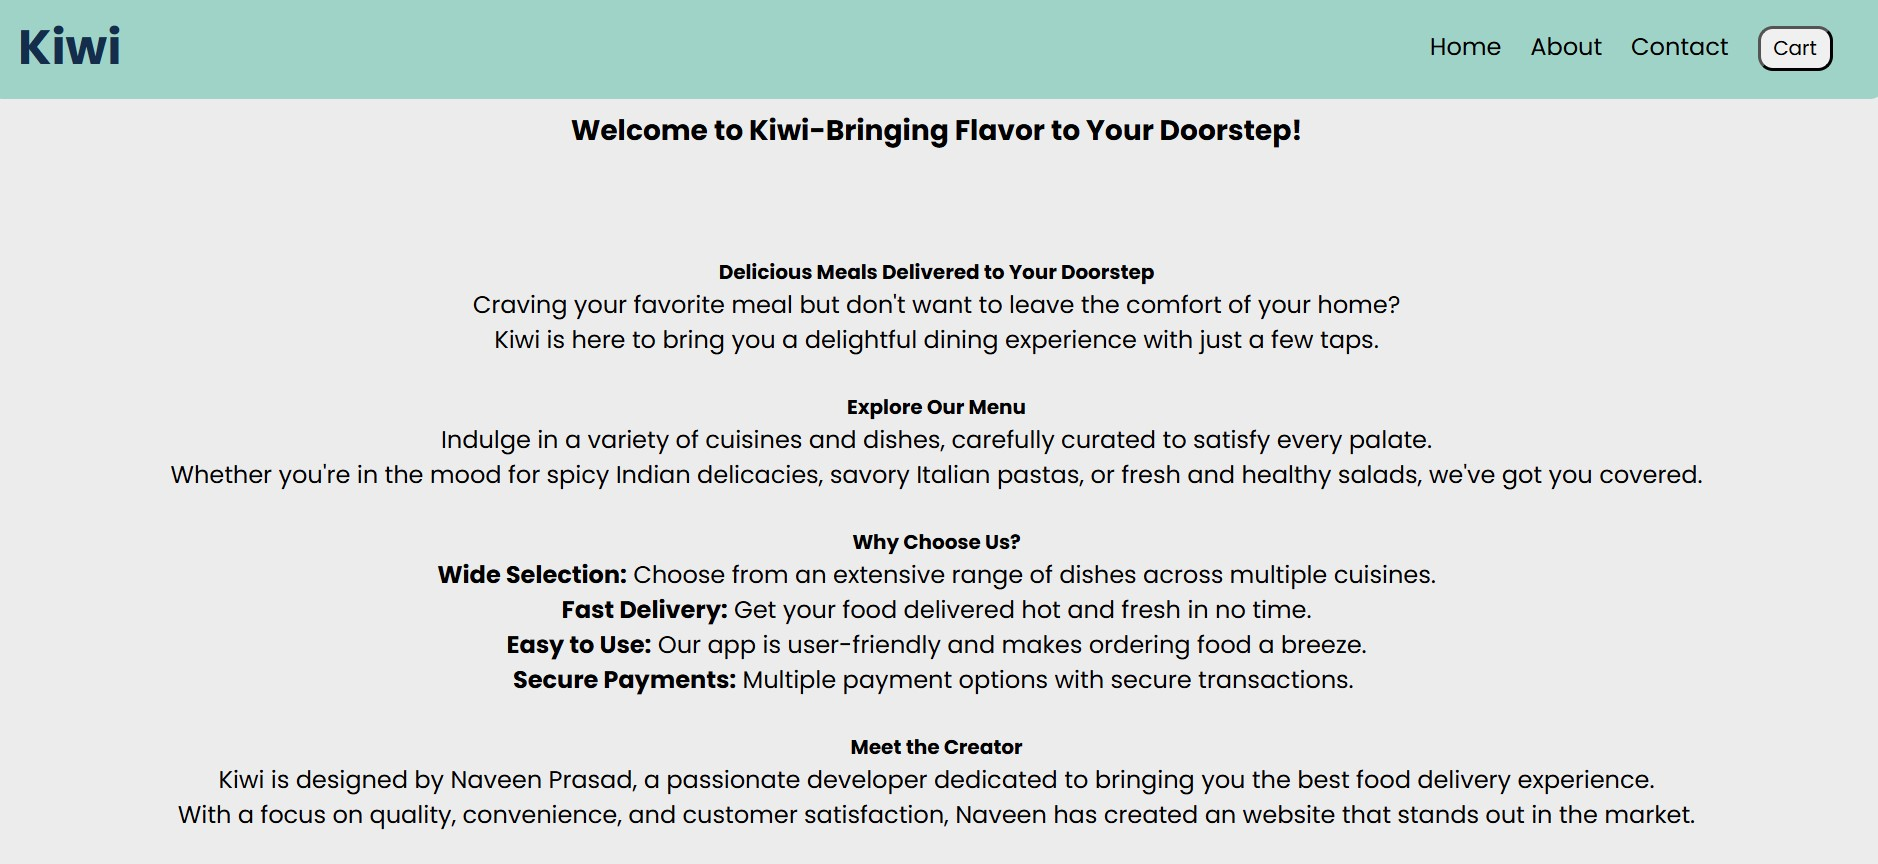 Kiwi
Home About Contact Cart
Welcome to Kiwi-Bringing Flavor to Your Doorstep!
Delicious Meals Delivered to Your Doorstep
Craving your favorite meal but don't want to leave the comfort of your home?
Kiwi is here to bring you a delightful dining experience with just a few taps.
Explore Our Menu
Indulge in a variety of cuisines and dishes, carefully curated to satisfy every palate.
Whether you're in the mood for spicy Indian delicacies, savory Italian pastas, or fresh and healthy salads, we've got you covered.
Why Choose Us?
Wide Selection: Choose from an extensive range of dishes across multiple cuisines.
Fast Delivery: Get your food delivered hot and fresh in no time.
Easy to Use: Our app is user-friendly and makes ordering food a breeze.
Secure Payments: Multiple payment options with secure transactions.
Meet the Creator
Kiwi is designed by Naveen Prasad, a passionate developer dedicated to bringing you the best food delivery experience.
With a focus on quality, convenience, and customer satisfaction, Naveen has created an website that stands out in the market.